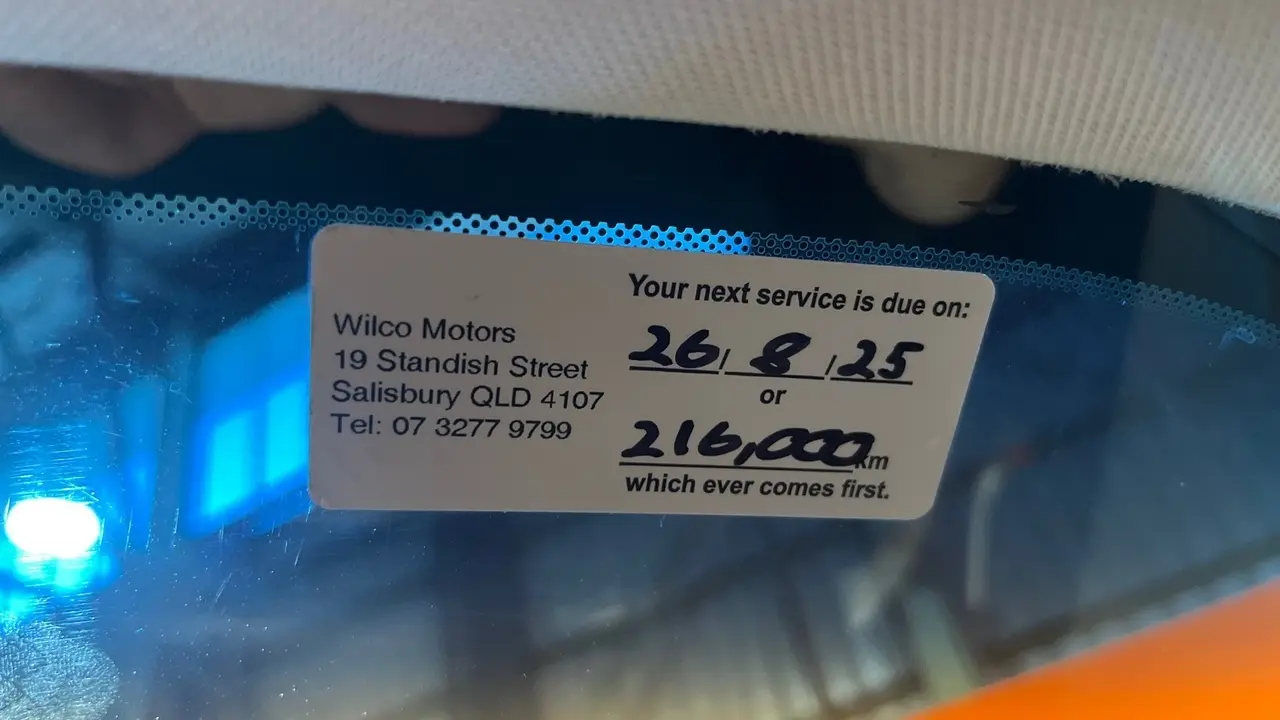 Wilco Motors
19 Standish Street
Salisbury QLD 4107
Tel: 07 3277 9799
Your next service is due on:
26/ 8 /25
or
216,000km
which ever comes first.